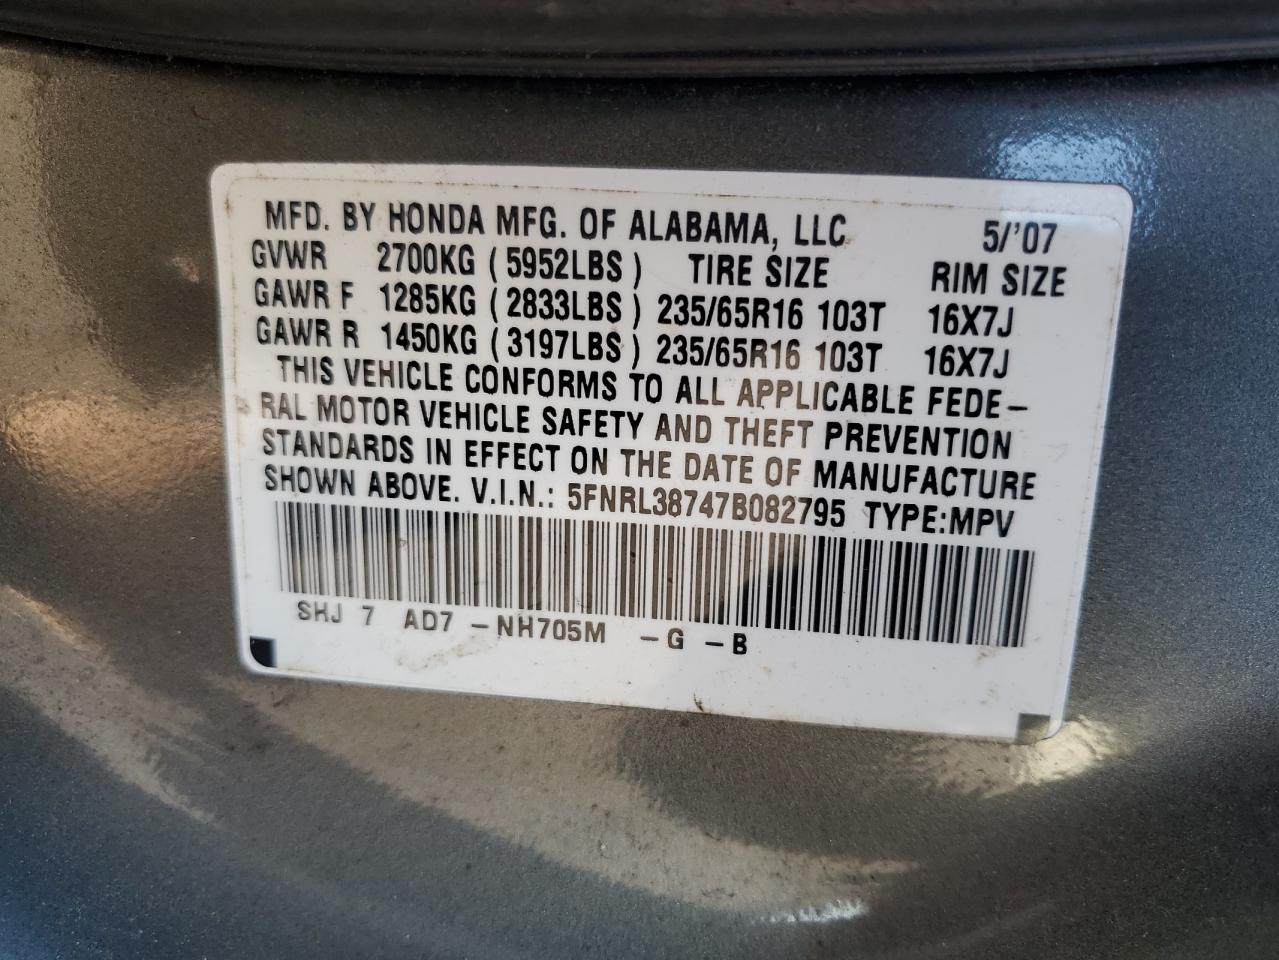 MFD. BY HONDA MFG. OF ALABAMA, LLC 5/'07
GVWR 2700KG (5952LBS) TIRE SIZE RIM SIZE
GAWR F 1285KG (2833LBS) 235/65R16 103T 16X7J
GAWR R 1450KG (3197LBS) 235/65R16 103T 16X7J
THIS VEHICLE CONFORMS TO ALL APPLICABLE FEDE-
RAL MOTOR VEHICLE SAFETY AND THEFT PREVENTION
STANDARDS IN EFFECT ON THE DATE OF MANUFACTURE
SHOWN ABOVE. V.I.N.: 5FNRL38747B082795 TYPE:MPV
SHJ 7 AD7 -NH705M -G -B